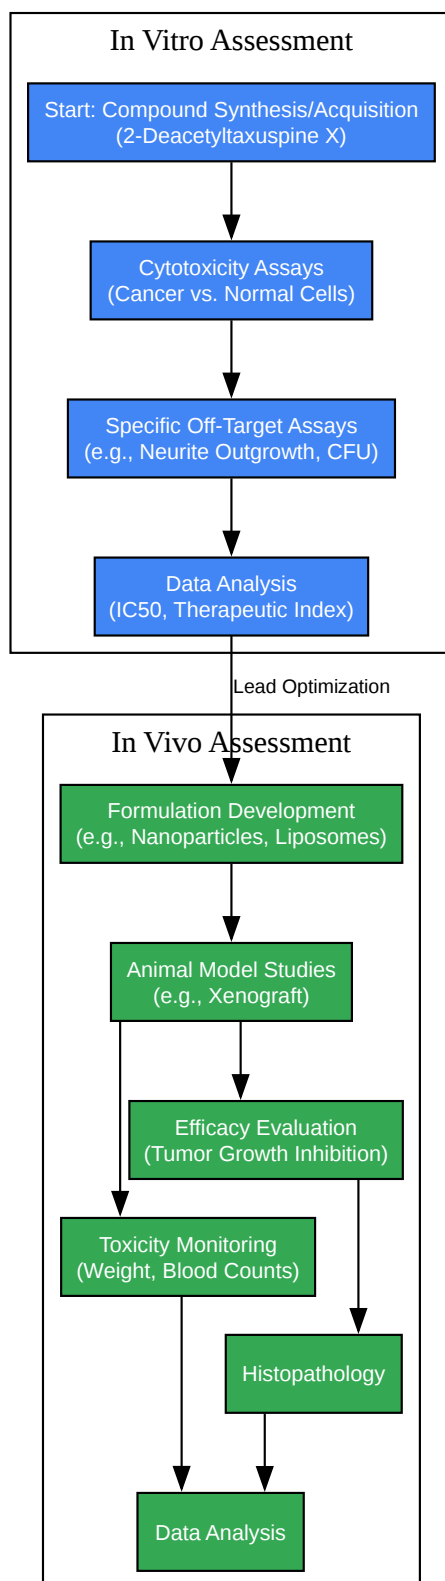 In Vitro Assessment
Start: Compound Synthesis/Acquisition
(2-Deacetyltaxuspine X)
Cytotoxicity Assays
(Cancer vs. Normal Cells)
Specific Off-Target Assays
(e.g., Neurite Outgrowth, CFU)
Data Analysis
(IC50, Therapeutic Index)
Lead Optimization
In Vivo Assessment
Formulation Development
(e.g., Nanoparticles, Liposomes)
Animal Model Studies
(e.g., Xenograft)
Efficacy Evaluation
(Tumor Growth Inhibition)
Toxicity Monitoring
(Weight, Blood Counts)
Histopathology
Data Analysis